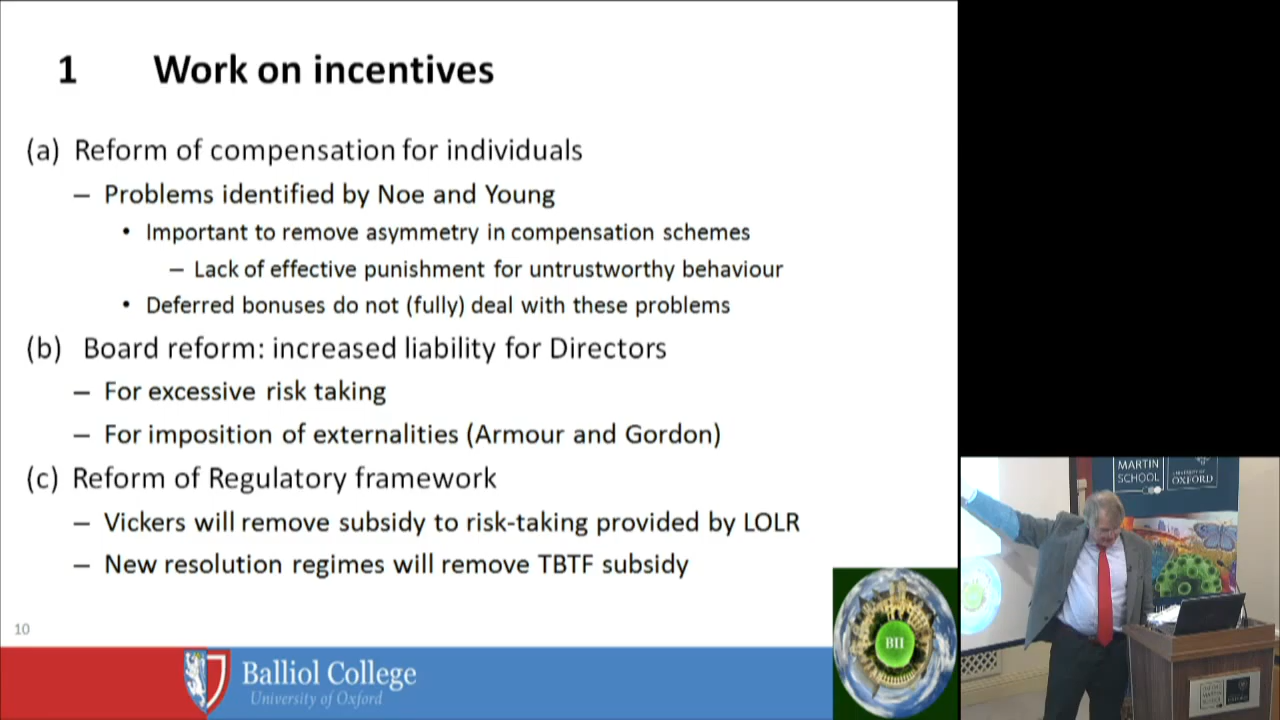 1 Work on incentives
(a) Reform of compensation for individuals
– Problems identified by Noe and Young
• Important to remove asymmetry in compensation schemes
– Lack of effective punishment for untrustworthy behaviour
• Deferred bonuses do not (fully) deal with these problems
(b) Board reform: increased liability for Directors
– For excessive risk taking
– For imposition of externalities (Armour and Gordon)
(c) Reform of Regulatory framework
– Vickers will remove subsidy to risk-taking provided by LOLR
– New resolution regimes will remove TBTF subsidy
10
Balliol College
University of Oxford
BII
MARTIN
SCHOOL
UNIVERSITY OF
OXFORD
MARTIN
SCHOOL
OXFORD